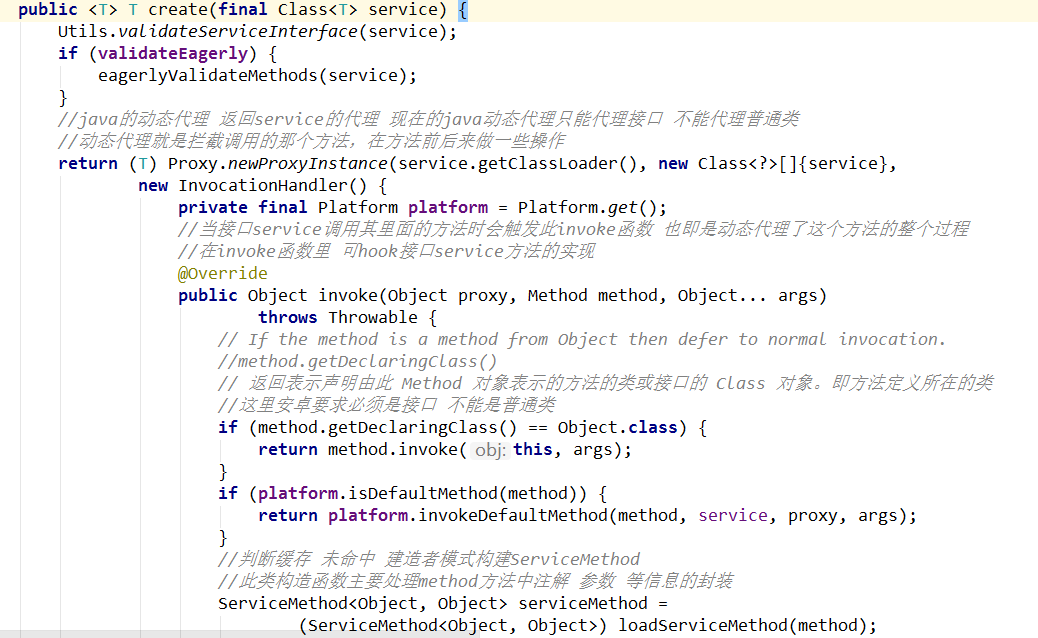 public <T> T create(final Class<T> service) {
Utils.validateServiceInterface(service);
if (validateEagerly) {
eagerlyValidateMethods(service);
}
//java的动态代理 返回service的代理 现在的java动态代理只能代理接口 不能代理普通类
//动态代理就是拦截调用的那个方法，在方法前后来做一些操作
return (T) Proxy.newProxyInstance(service.getClassLoader(), new Class<?>[]{service},
new InvocationHandler() {
private final Platform platform = Platform.get();
//当接口service调用其里面的方法时会触发此invoke函数 也即是动态代理了这个方法的整个过程
//在invoke函数里 可hook接口service方法的实现
@Override
public Object invoke(Object proxy, Method method, Object... args)
throws Throwable {
// If the method is a method from Object then defer to normal invocation.
//method.getDeclaringClass()
// 返回表示声明由此 Method 对象表示的方法的类或接口的 Class 对象。即方法定义所在的类
//这里安卓要求必须是接口 不能是普通类
if (method.getDeclaringClass() == Object.class) {
return method.invoke( obj: this, args);
}
if (platform.isDefaultMethod(method)) {
return platform.invokeDefaultMethod(method, service, proxy, args);
}
//判断缓存 未命中 建造者模式构建ServiceMethod
//此类构造函数主要处理method方法中注解 参数 等信息的封装
ServiceMethod<Object, Object> serviceMethod =
(ServiceMethod<Object, Object>) loadServiceMethod(method);